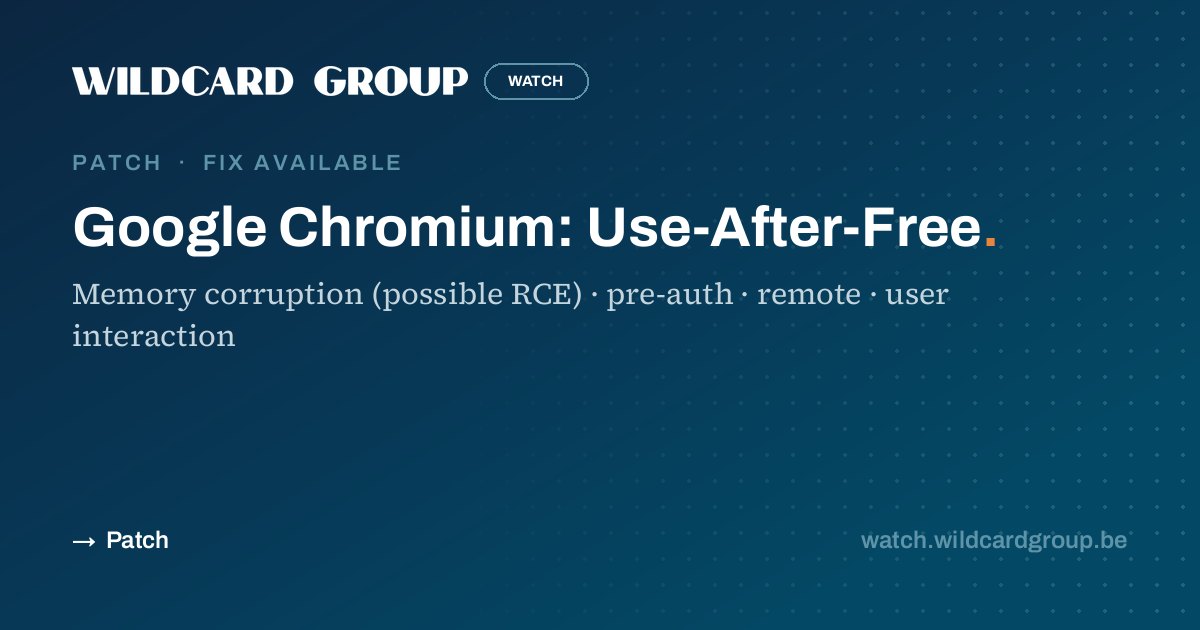 WILDCARD GROUP WATCH
PATCH · FIX AVAILABLE
Google Chromium: Use-After-Free.
Memory corruption (possible RCE) · pre-auth · remote · user
interaction
→ Patch
watch.wildcardgroup.be